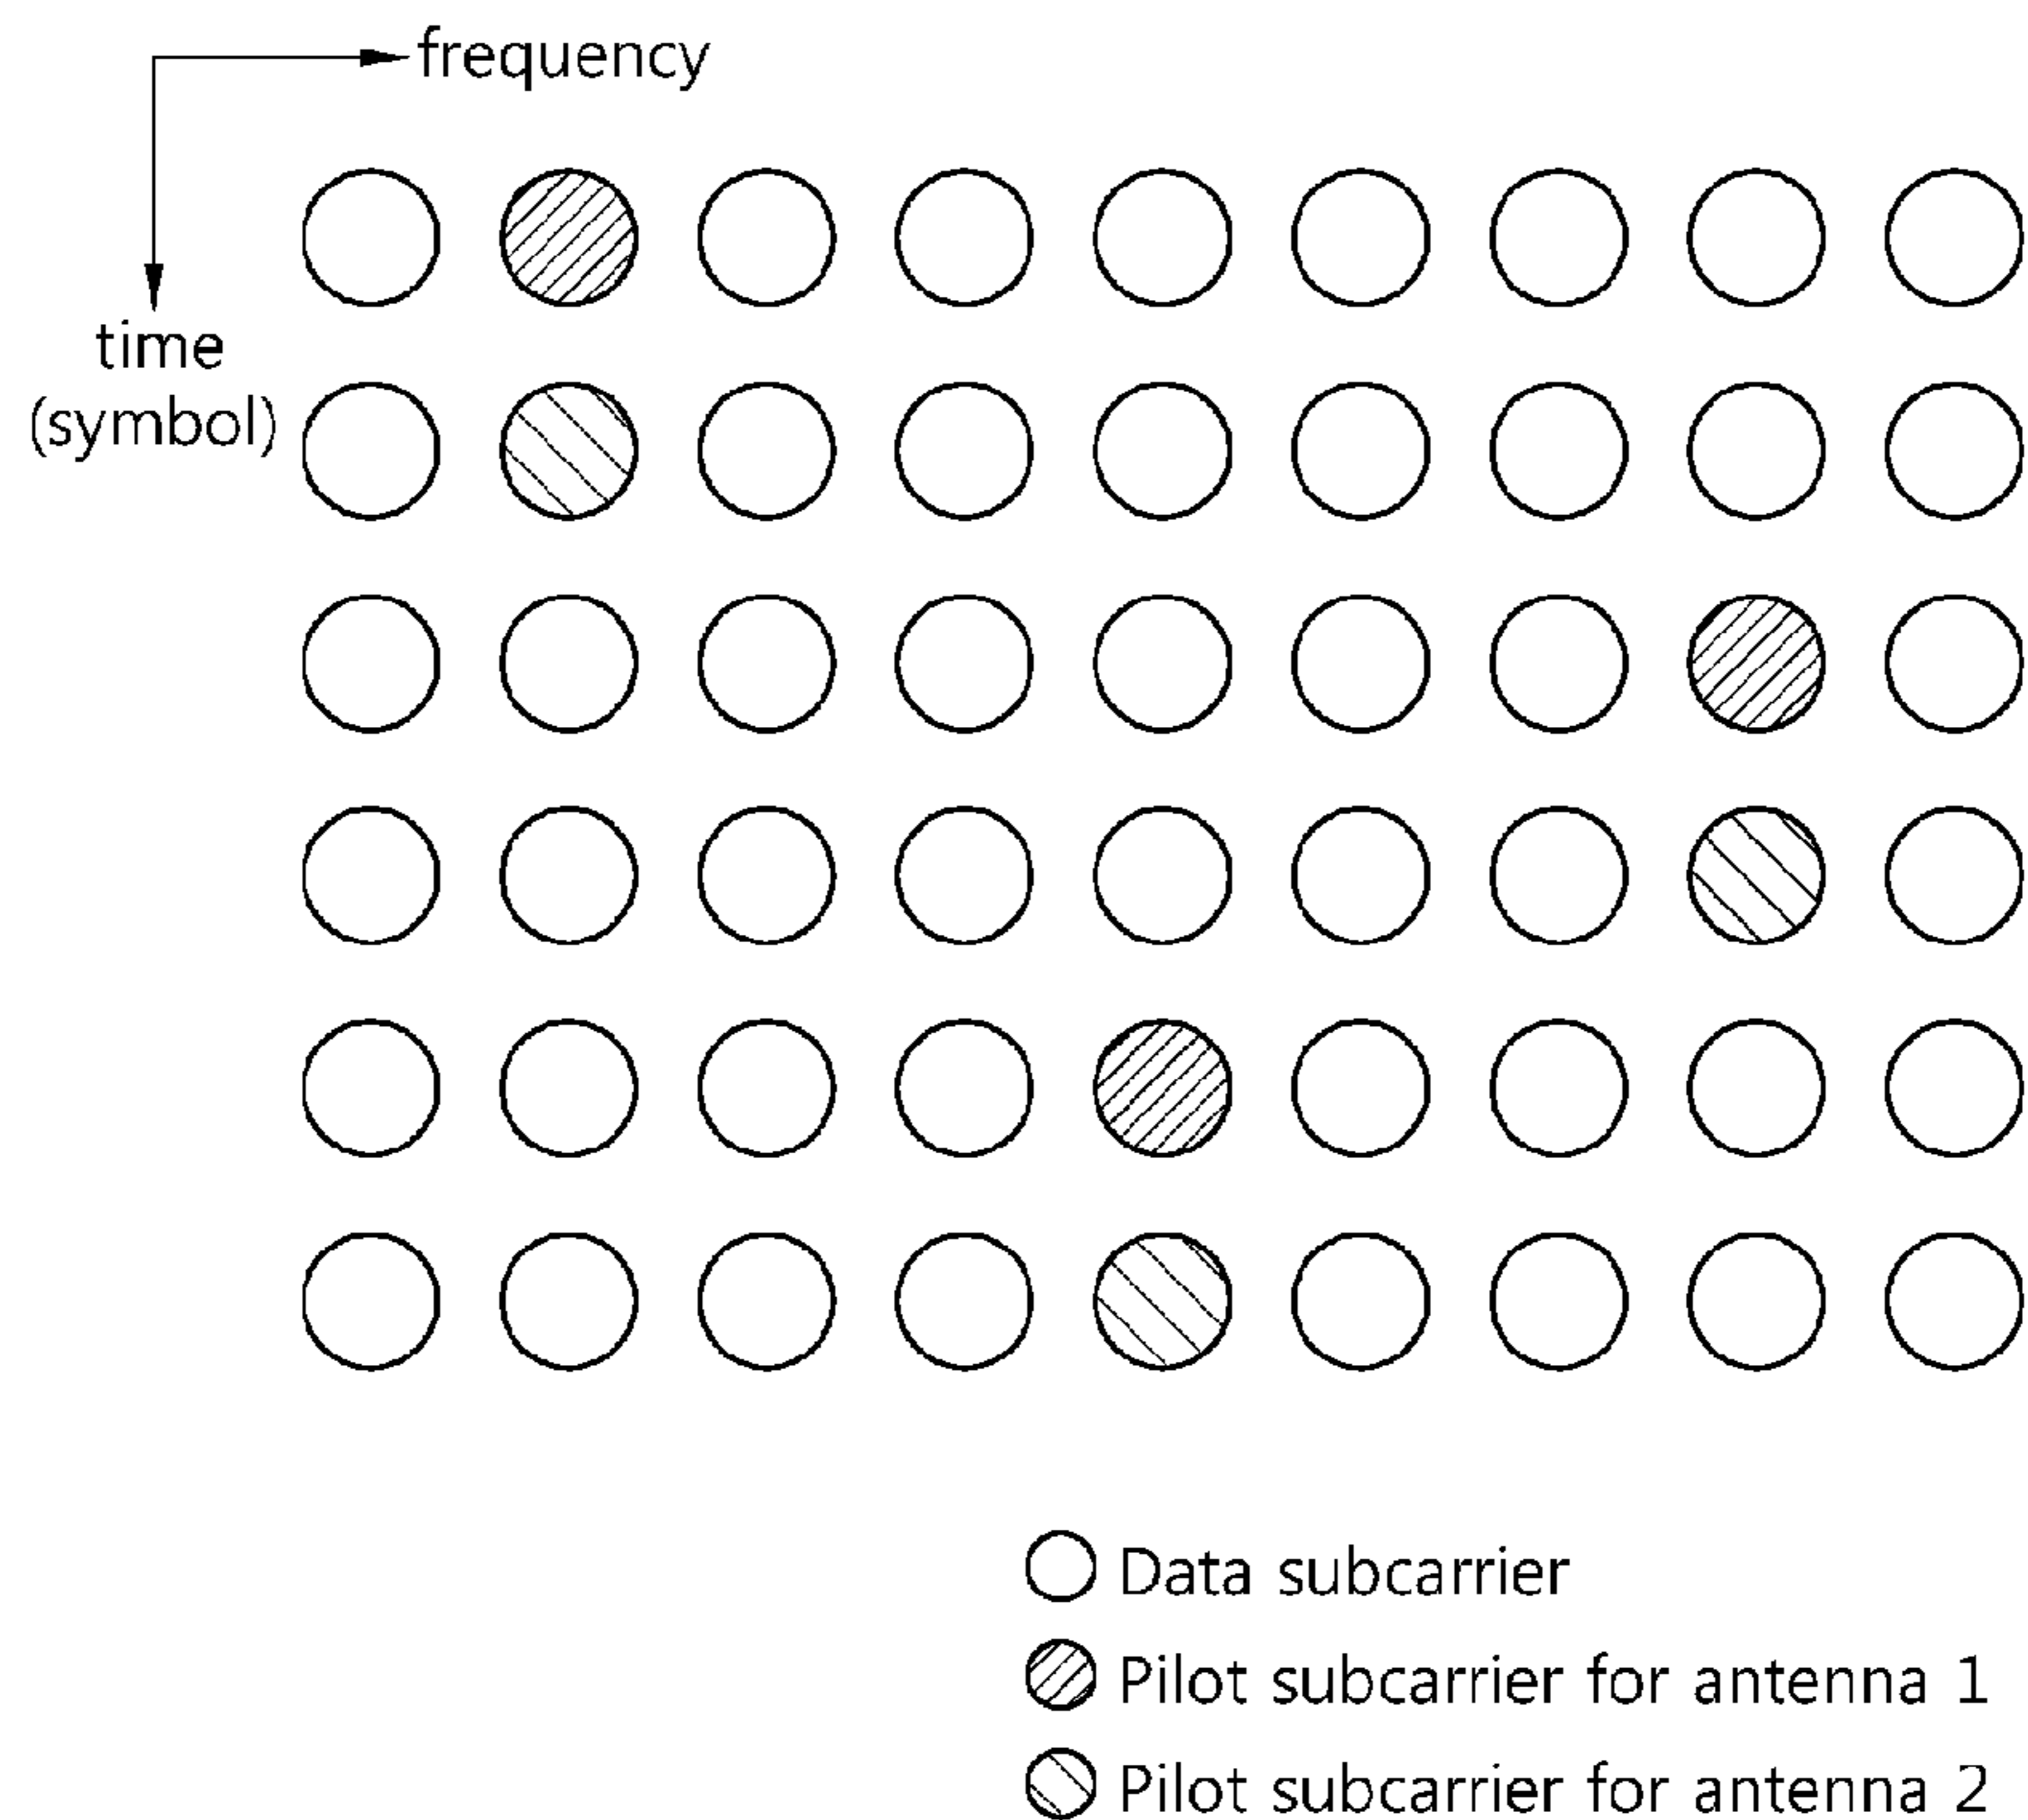 frequency
time
(symbol)
Data subcarrier
Pilot subcarrier for antenna 1
Pilot subcarrier for antenna 2